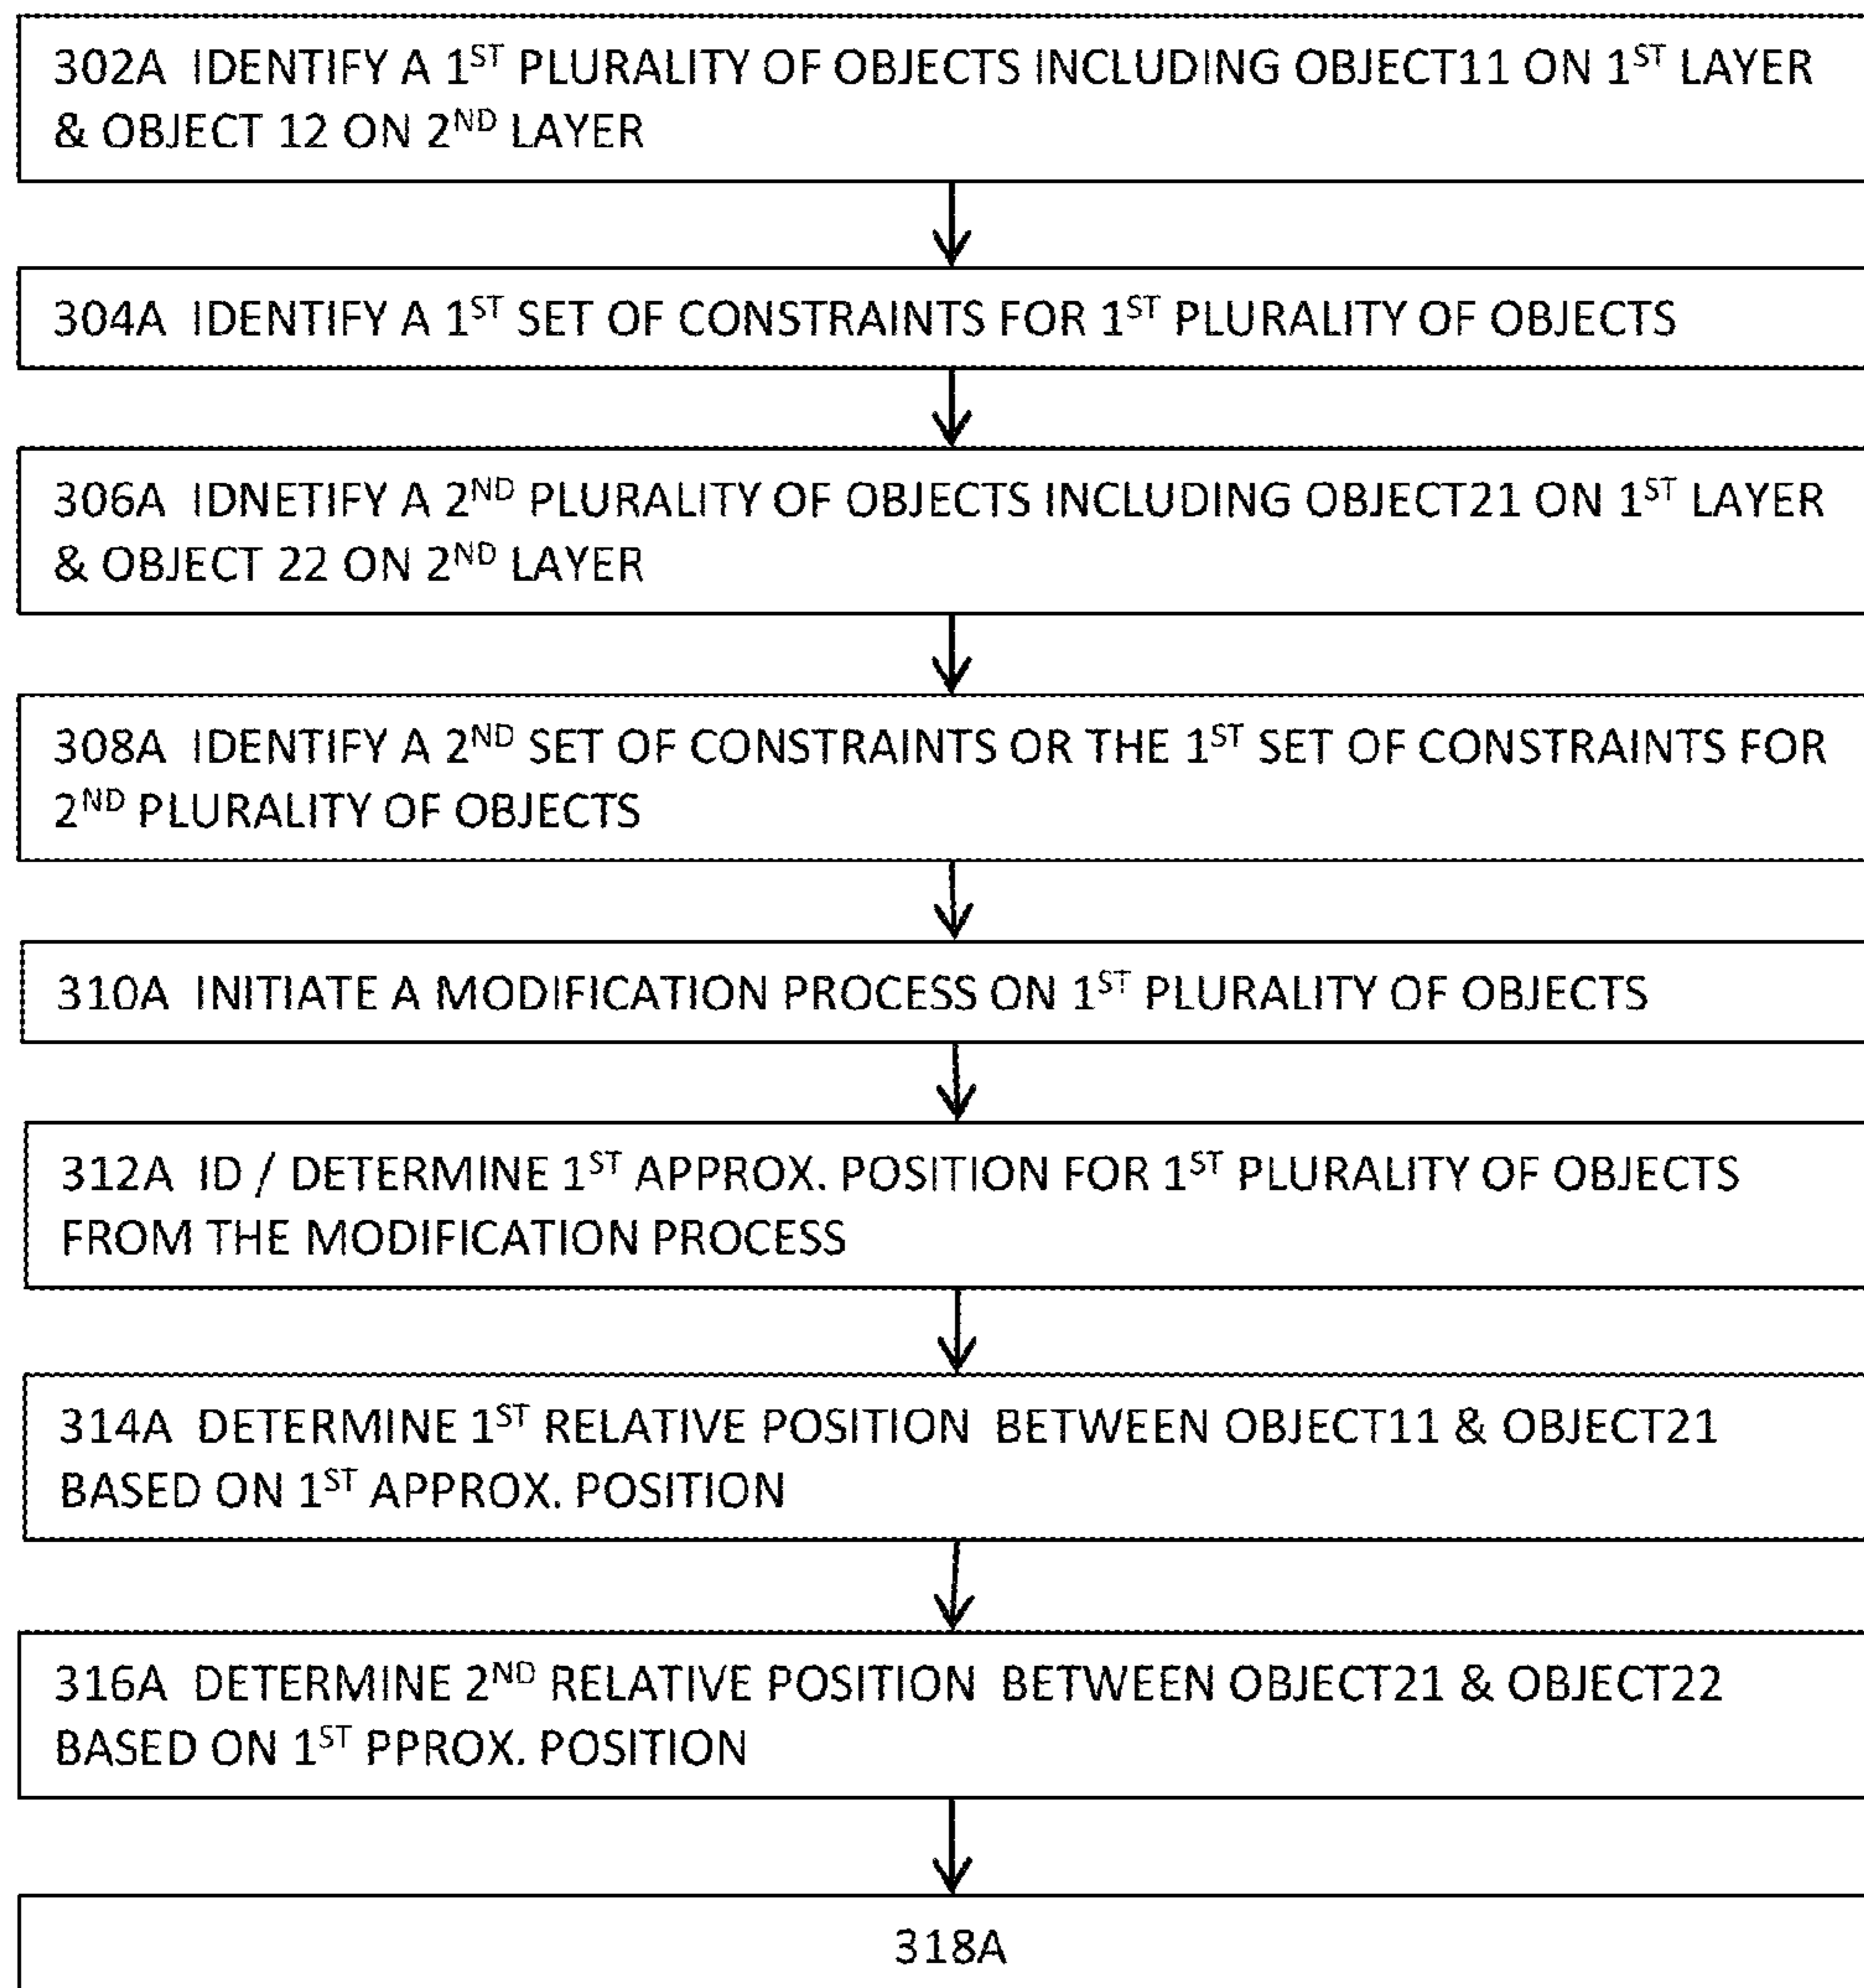 302A IDENTIFY A 1ST PLURALITY OF OBJECTS INCLUDING OBJECT11 ON 1ST LAYER
& OBJECT 12 ON 2ND LAYER
304A IDENTIFY A 1ST SET OF CONSTRAINTS FOR 1ST PLURALITY OF OBJECTS
306A IDNETIFY A 2ND PLURALITY OF OBJECTS INCLUDING OBJECT21 ON 1ST LAYER
& OBJECT 22 ON 2ND LAYER
308A IDENTIFY A 2ND SET OF CONSTRAINTS OR THE 1ST SET OF CONSTRAINTS FOR
2ND PLURALITY OF OBJECTS
310A INITIATE A MODIFICATION PROCESS ON 1ST PLURALITY OF OBJECTS
312A ID / DETERMINE 1ST APPROX. POSITION FOR 1ST PLURALITY OF OBJECTS
FROM THE MODIFICATION PROCESS
314A DETERMINE 1ST RELATIVE POSITION BETWEEN OBJECT11 & OBJECT21
BASED ON 1ST APPROX. POSITION
316A DETERMINE 2ND RELATIVE POSITION BETWEEN OBJECT21 & OBJECT22
BASED ON 1ST PPROX. POSITION
318A